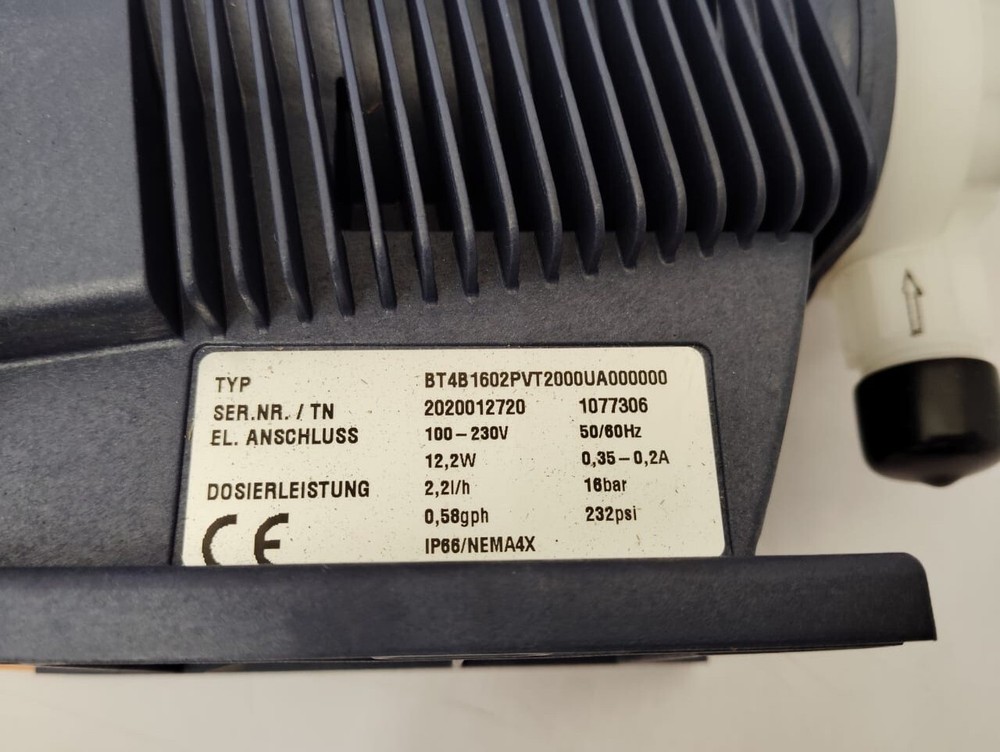 TYP BT4B1602PVT2000UA000000
SER.NR. / TN 2020012720 1077306
EL. ANSCHLUSS 100-230V 50/60Hz
12,2W 0,35-0,2A
DOSIERLEISTUNG 2,2l/h 16bar
0,58gph 232psi
CE IP66/NEMA4X